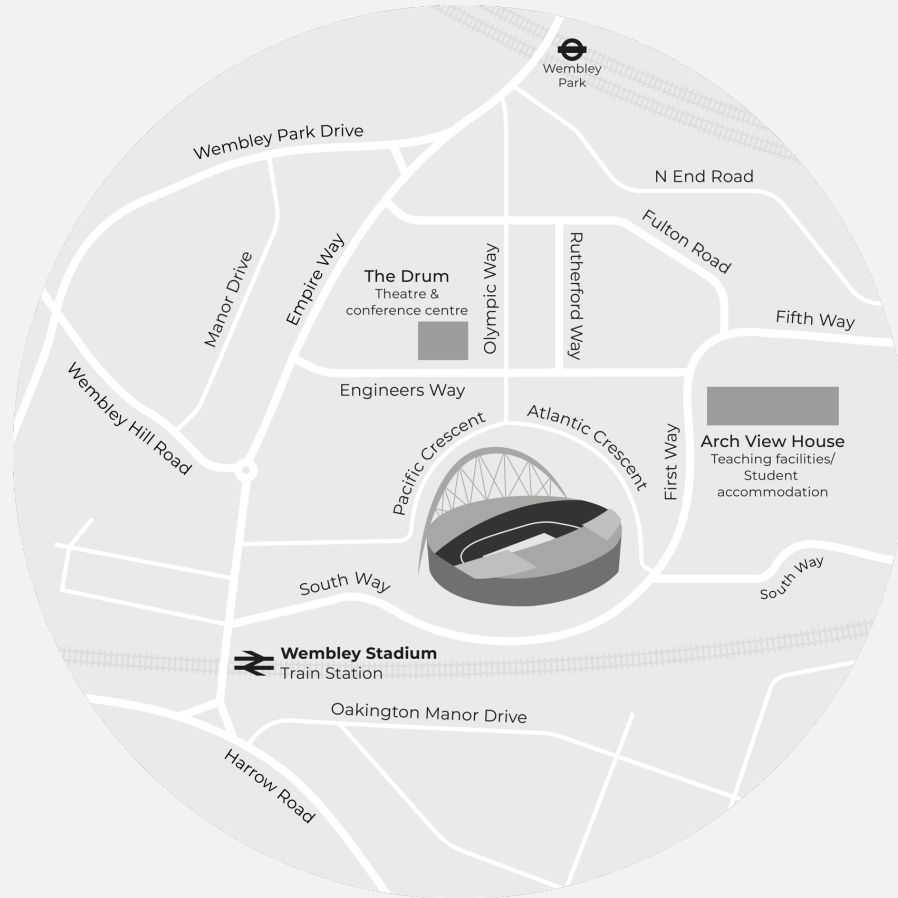 Wembley
Park
Wembley Park Drive
N End Road
Fulton Road
Manor Drive
Empire Way
The Drum
Theatre &
conference centre
Olympic Way
Rutherford Way
Fifth Way
Wembley Hill Road
Engineers Way
Pacific Crescent
Atlantic Crescent
First Way
Arch View House
Teaching facilities/
Student
accommodation
South Way
South Way
Wembley Stadium
Train Station
Oakington Manor Drive
Harrow Road